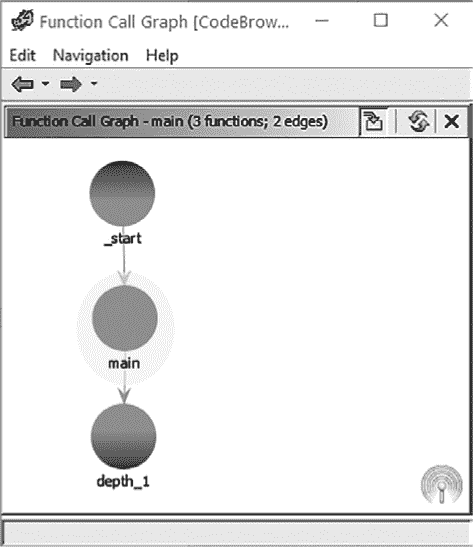 Function Call Graph [CodeBrow...
Edit Navigation Help
Function Call Graph - main (3 functions; 2 edges)
_start
main
depth_1